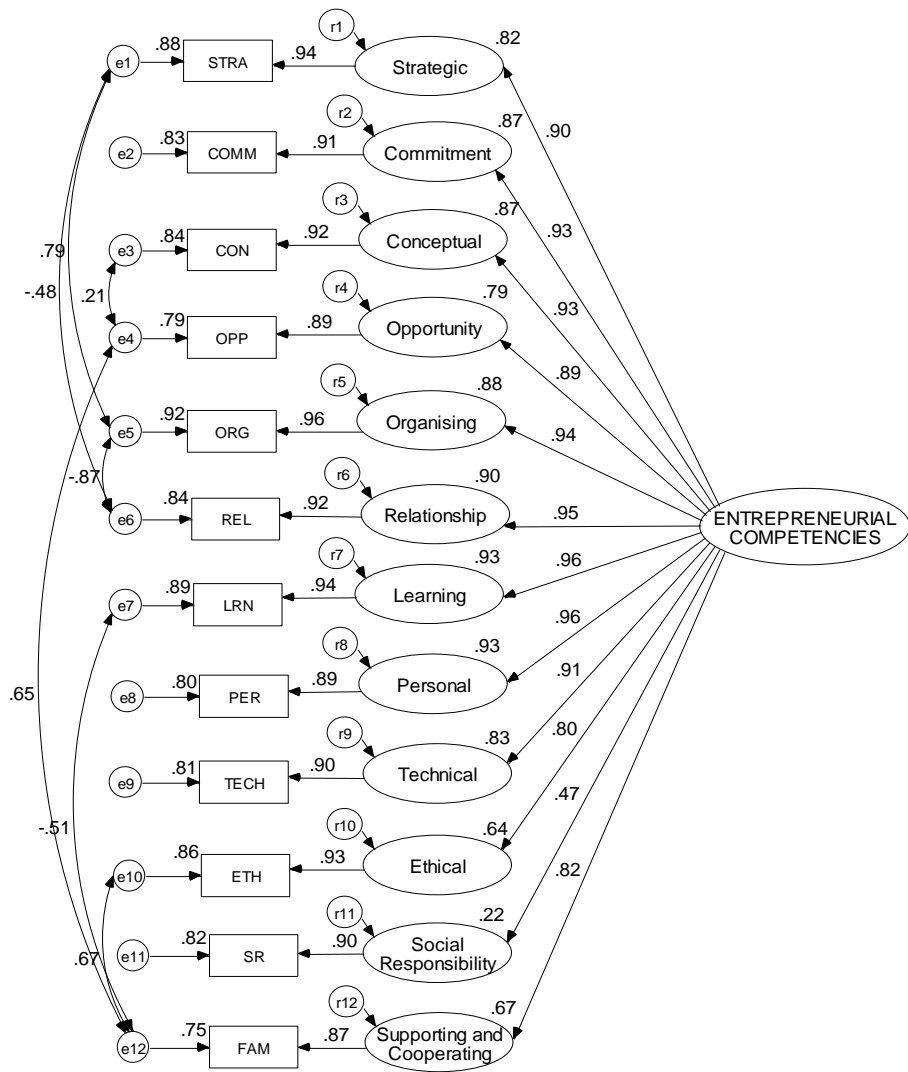 r1
.88
.94
.82
e1
STRA
Strategic
.90
r2
.87
.83
.91
e2
COMM
Commitment
r3
.87
.93
.84
.92
e3
CON
Conceptual
.79
-.48
.21
r4
.79
.93
.79
.89
e4
OPP
Opportunity
.89
r5
.88
.92
.96
e5
ORG
Organising
.94
-.87
r6
.90
.84
.92
e6
REL
Relationship
.95
ENTREPRENEURIAL
COMPETENCIES
r7
.93
.96
.89
.94
e7
LRN
Learning
r8
.93
.96
.80
.89
e8
PER
Personal
.91
.65
r9
.83
.80
.81
.90
e9
TECH
Technical
.47
-.51
r10
.64
.86
.93
e10
ETH
Ethical
.82
r11
.22
.82
.90
e11
SR
Social
Responsibility
.67
r12
.67
.75
.87
e12
FAM
Supporting and
Cooperating